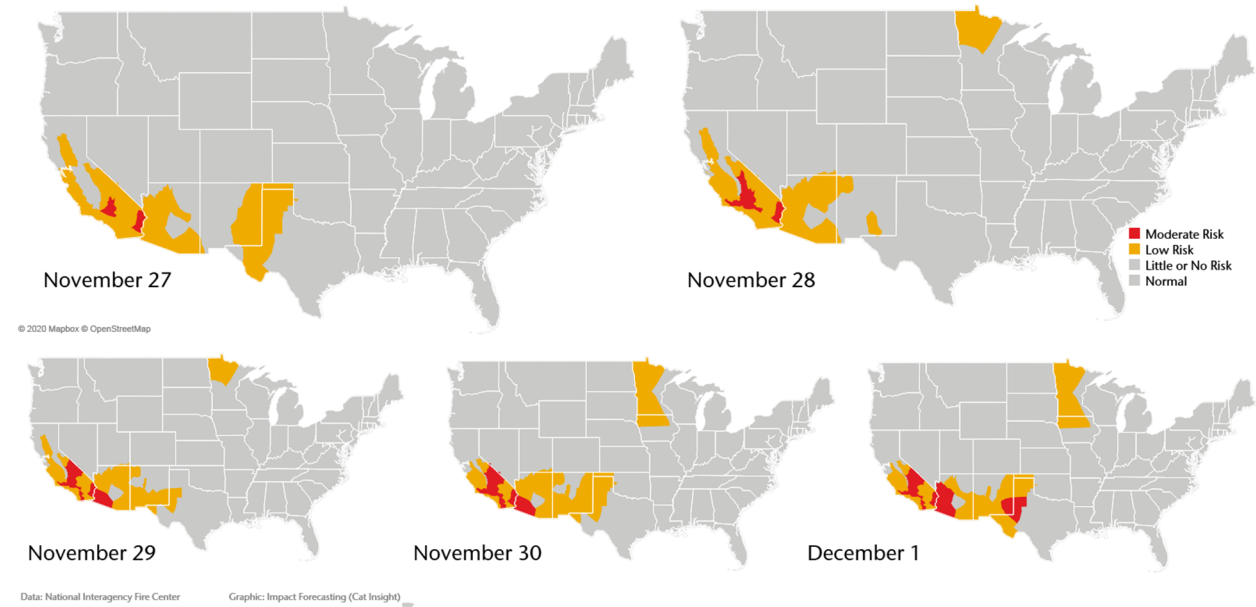 November 27
November 28
Moderate Risk
Low Risk
Little or No Risk
Normal
© 2020 Mapbox © OpenStreetMap
November 29
November 30
December 1
Data: National Interagency Fire Center
Graphic: Impact Forecasting (Cat Insight)